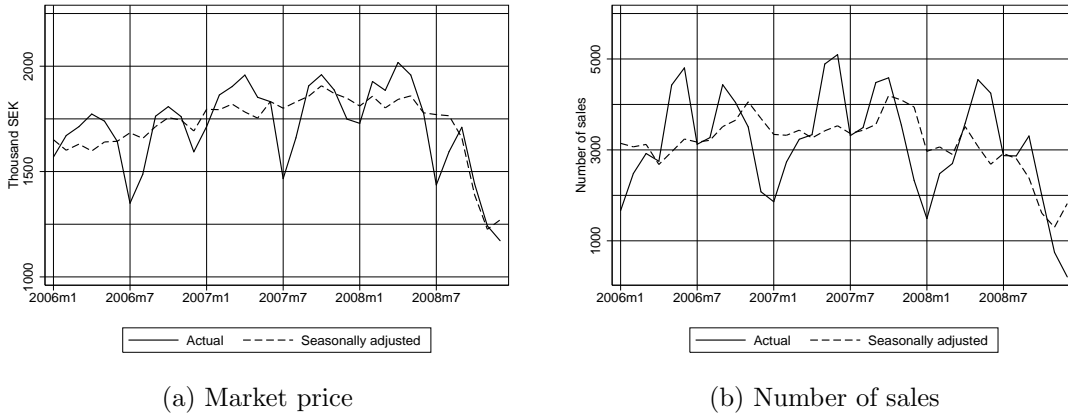 Thousand SEK
2000
1500
1000
2006m1 2006m7 2007m1 2007m7 2008m1 2008m7
Actual Seasonally adjusted
(a) Market price
Number of sales
5000
3000
1000
2006m1 2006m7 2007m1 2007m7 2008m1 2008m7
Actual Seasonally adjusted
(b) Number of sales